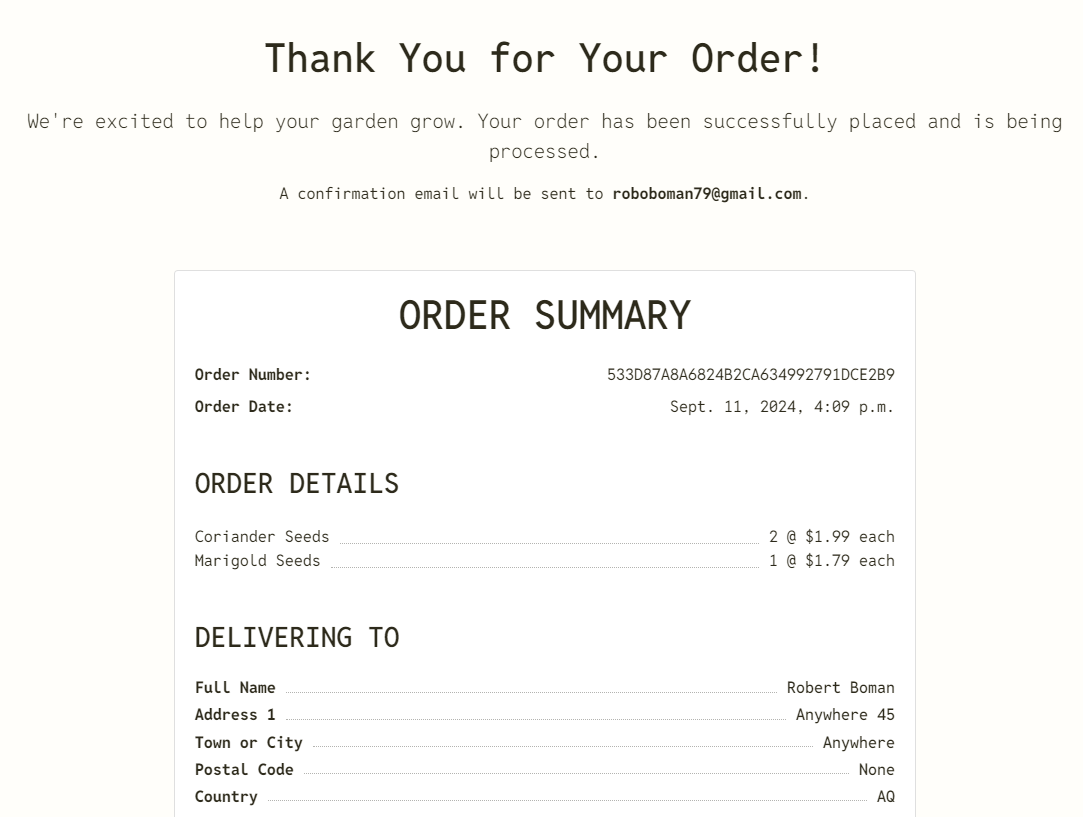 Thank You for Your Order!
We're excited to help your garden grow. Your order has been successfully placed and is being
processed.
A confirmation email will be sent to roboboman79@gmail.com.
ORDER SUMMARY
Order Number: 533D87A8A6824B2CA634992791DCE2B9
Order Date: Sept. 11, 2024, 4:09 p.m.
ORDER DETAILS
Coriander Seeds 2 @ $1.99 each
Marigold Seeds 1 @ $1.79 each
DELIVERING TO
Full Name Robert Boman
Address 1 Anywhere 45
Town or City Anywhere
Postal Code None
Country AQ